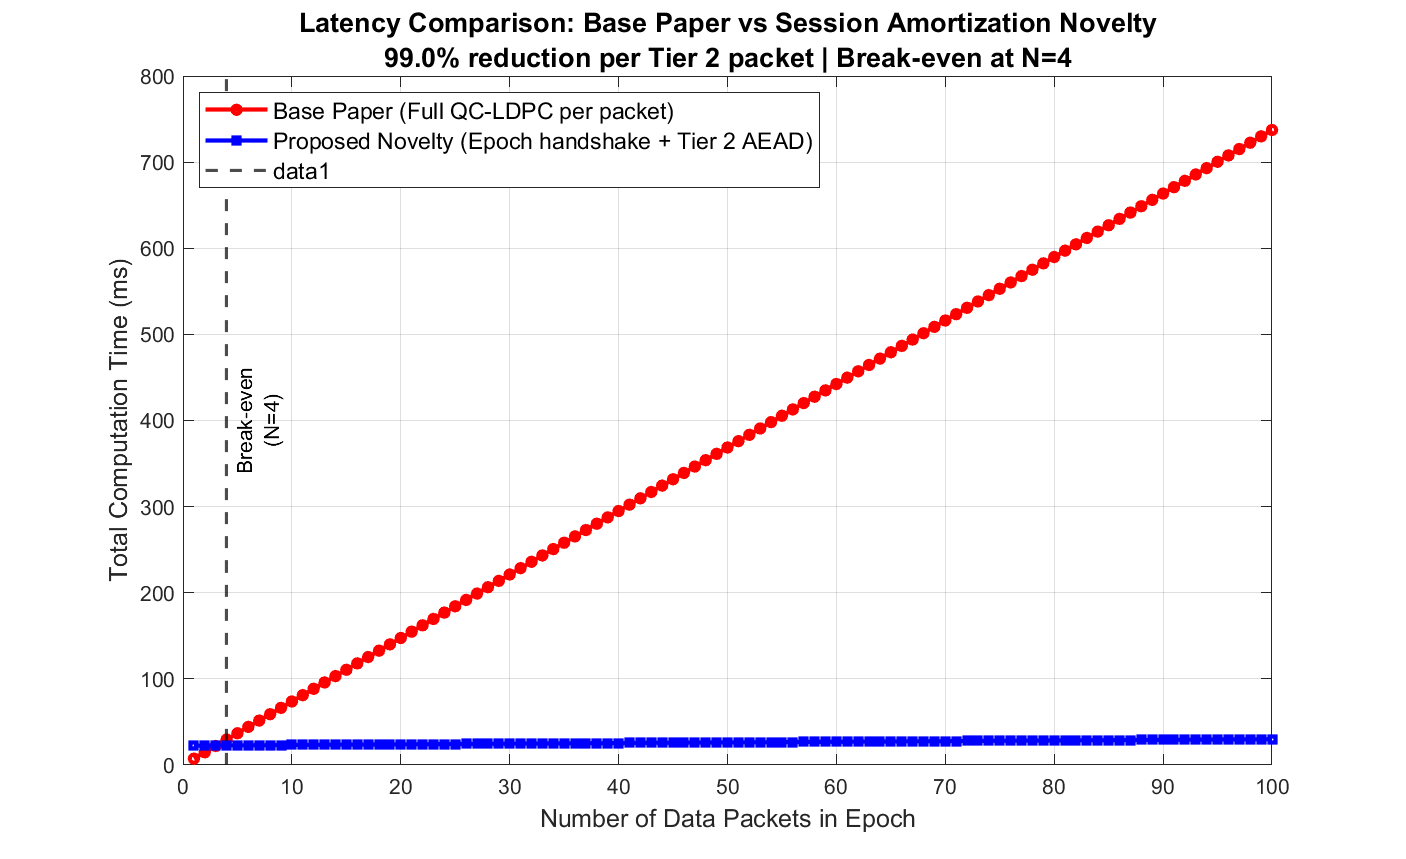 Latency Comparison: Base Paper vs Session Amortization Novelty
99.0% reduction per Tier 2 packet | Break-even at N=4
Base Paper (Full QC-LDPC per packet)
Proposed Novelty (Epoch handshake + Tier 2 AEAD)
data1
800
700
600
500
400
300
200
100
0
Total Computation Time (ms)
Break-even
(N=4)
0 10 20 30 40 50 60 70 80 90 100
Number of Data Packets in Epoch